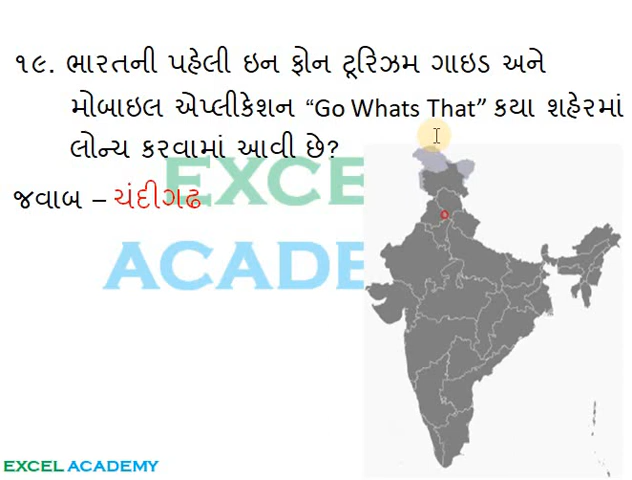 ૧૯. ભારતની પહેલી ઇન ફોન ટૂરિઝમ ગાઇડ અને
મોબાઇલ એપ્લીકેશન “Go Whats That” કયા શહેરમાં
લોન્ચ કરવામાં આવી છે?
જવાબ – ચંદીગઢ
EXCEL
ACADE
EXCEL ACADEMY